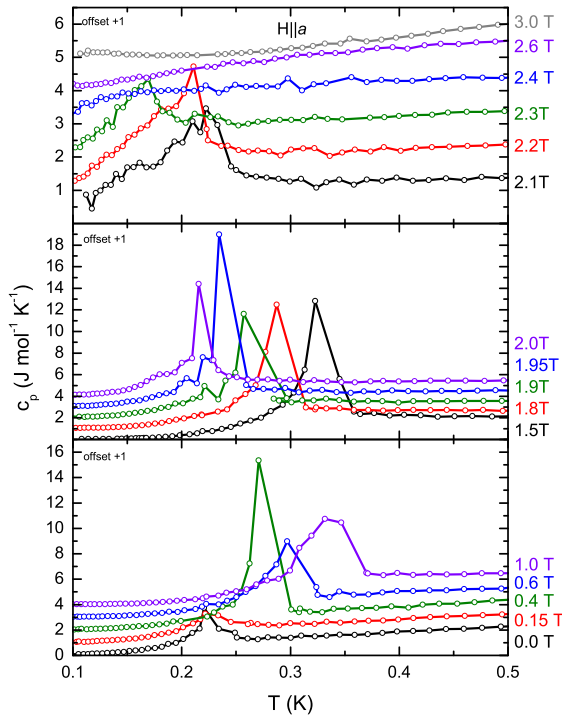 offset +1
H||a
3.0 T
2.6 T
2.4 T
2.3T
2.2T
2.1T
6
5
4
3
2
1
offset +1
2.0T
1.95T
1.9T
1.8T
1.5T
18
16
14
12
10
8
6
4
2
c_p (J mol⁻¹ K⁻¹)
offset +1
1.0 T
0.6 T
0.4 T
0.15 T
0.0 T
16
14
12
10
8
6
4
2
0
0.1 0.2 0.3 0.4 0.5
T (K)